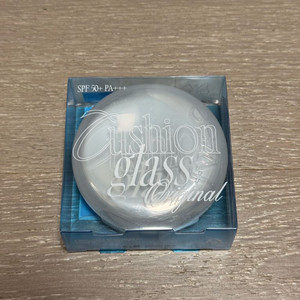 SPF 50+ PA+++
Cushion
glass
Original